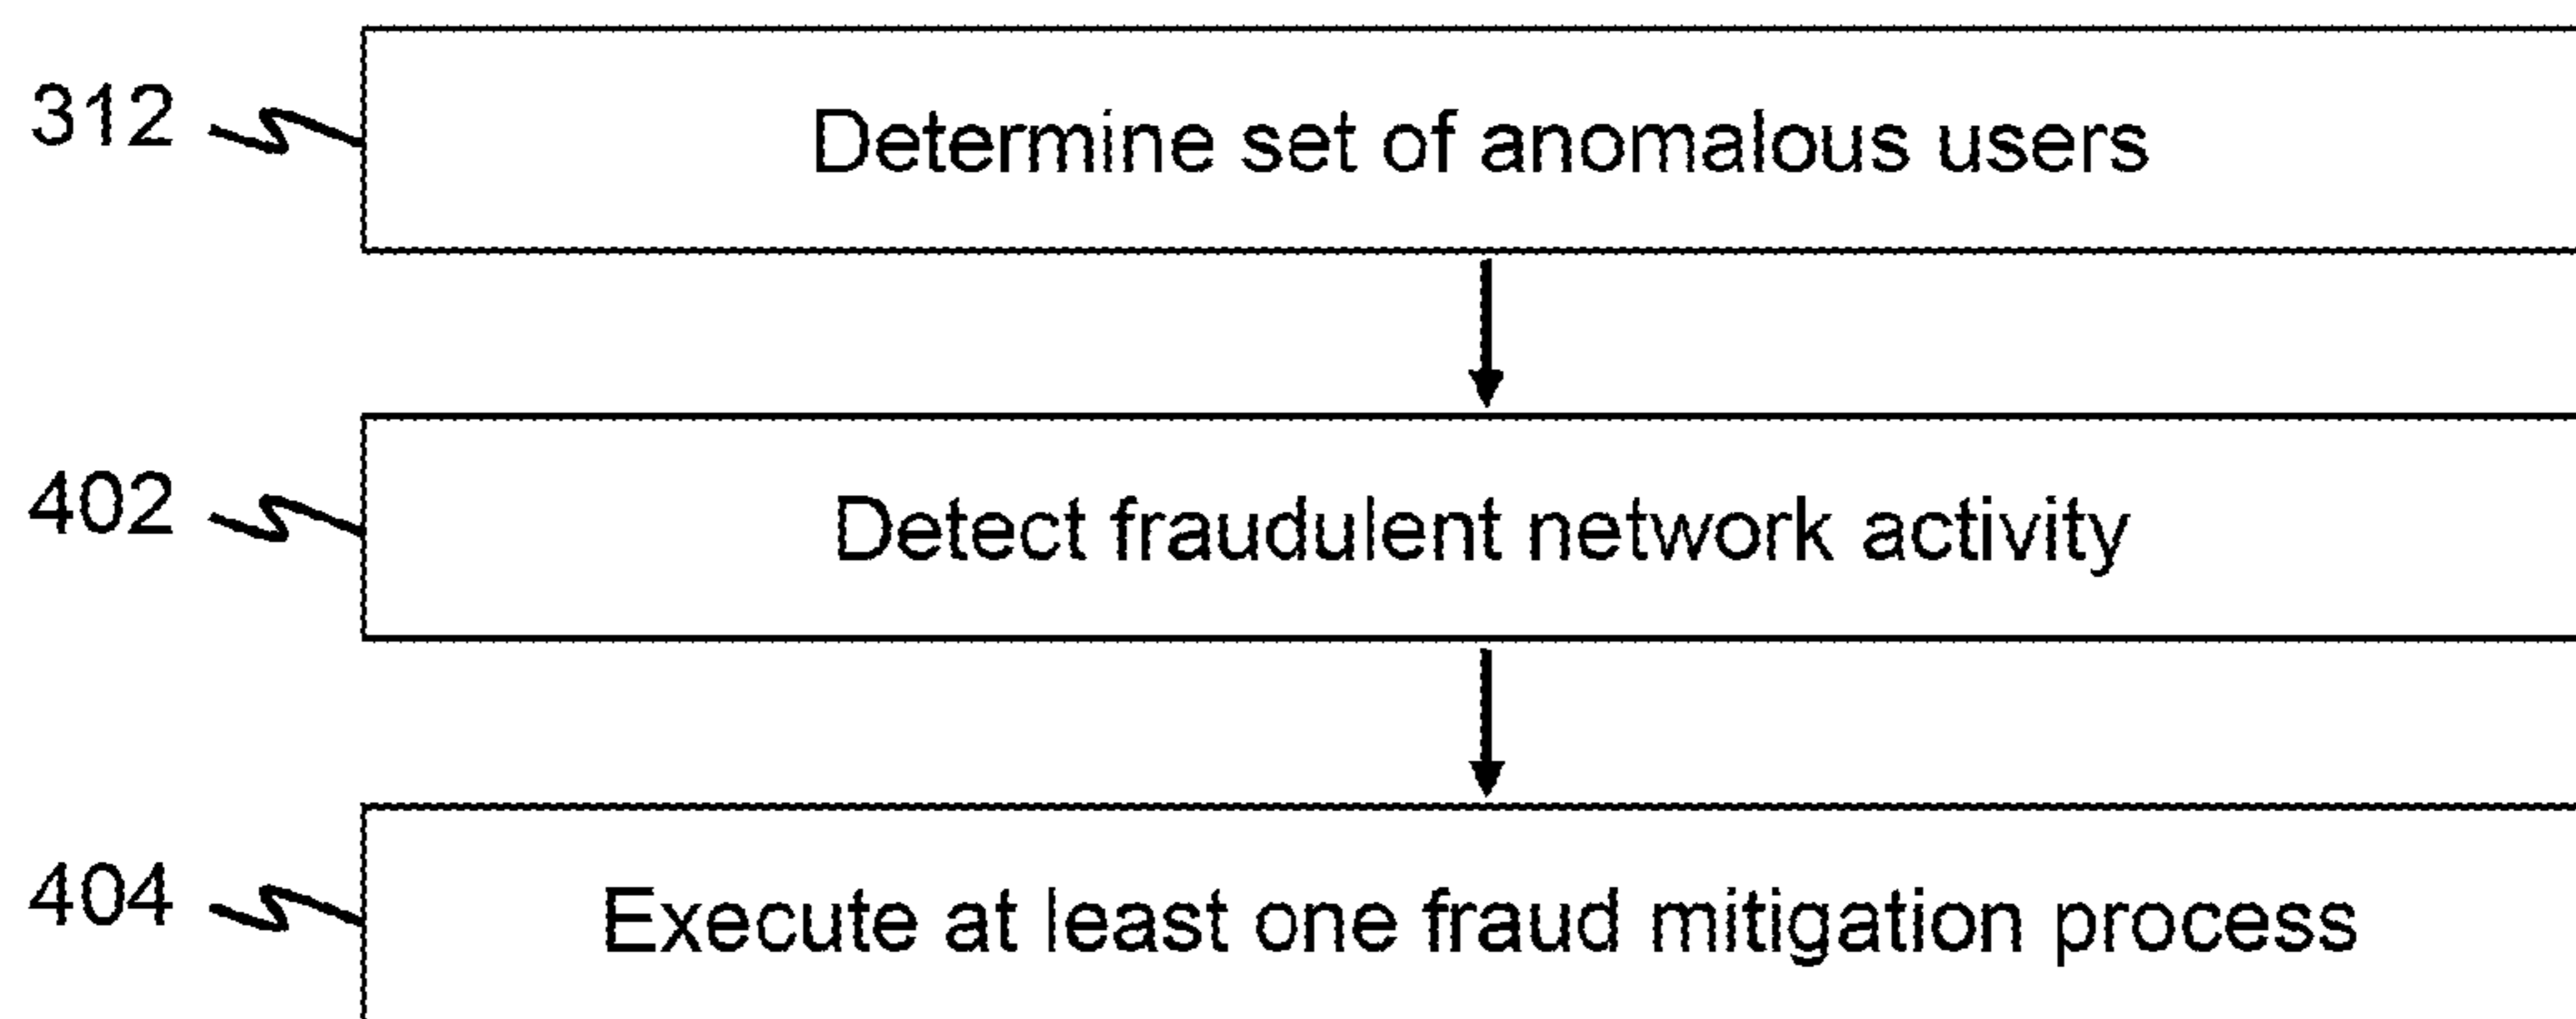 312 Determine set of anomalous users
402 Detect fraudulent network activity
404 Execute at least one fraud mitigation process